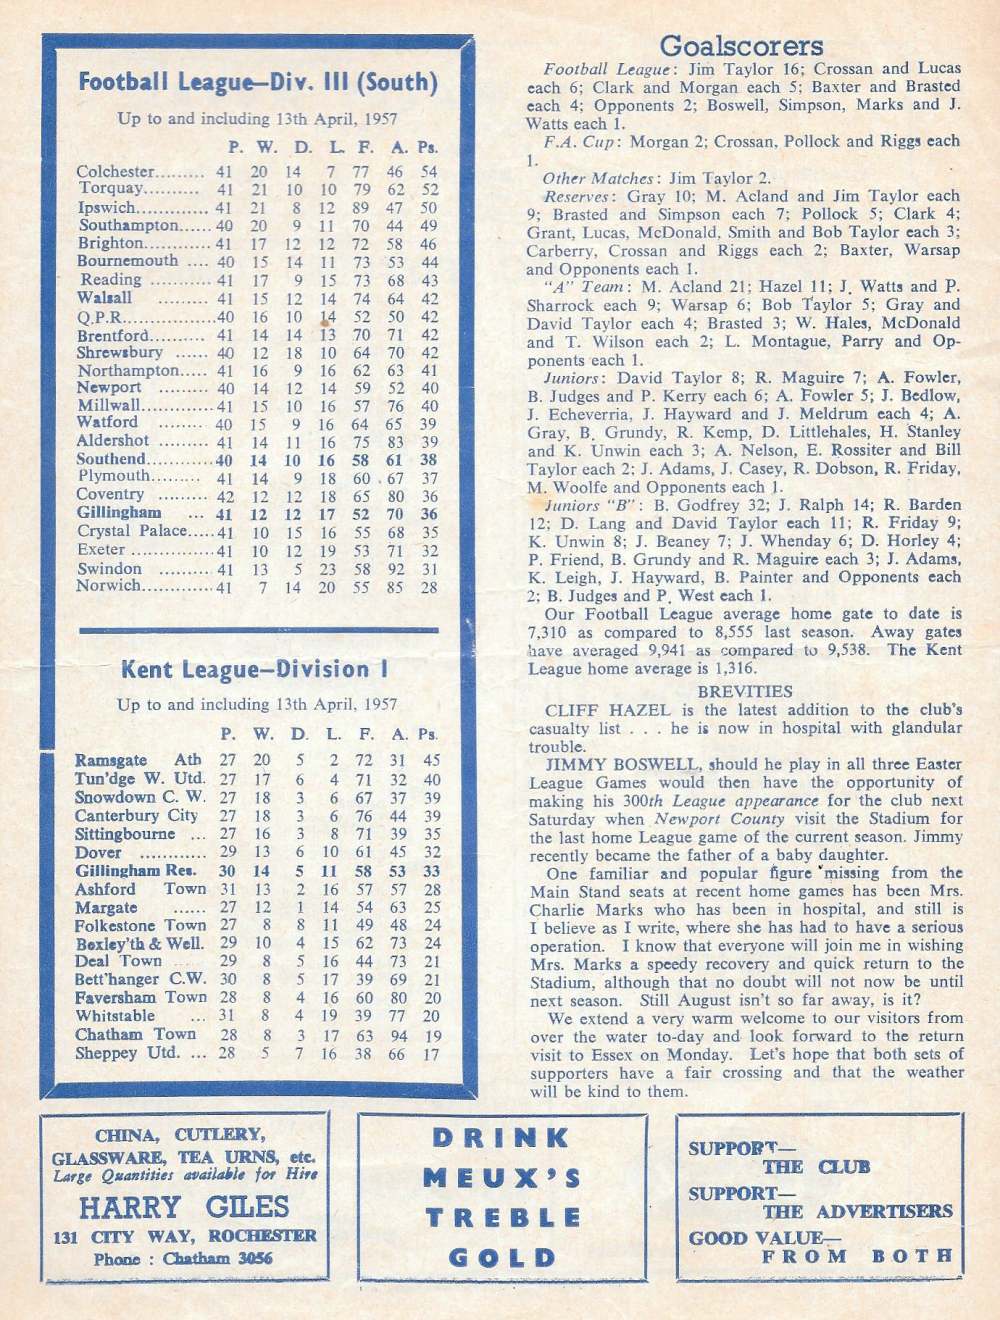 Football League—Div. III (South)
Up to and including 13th April, 1957
P. W. D. L. F. A. Ps.
Colchester......... 41 20 14 7 77 46 54
Torquay.......... 41 21 10 10 79 62 52
Ipswich............. 41 21 8 12 89 47 50
Southampton...... 40 20 9 11 70 44 49
Brighton............ 41 17 12 12 72 58 46
Bournemouth .... 40 15 14 11 73 53 44
Reading ........... 41 17 9 15 73 68 43
Walsall ......... 41 15 12 14 74 64 42
Q.P.R................40 16 10 14 52 50 42
Brentford.......... 41 14 14 13 70 71 42
Shrewsbury ...... 40 12 18 10 64 70 42
Northampton..... 41 16 9 16 62 63 41
Newport ......... 40 14 12 14 59 52 40
Millwall............ 41 15 10 16 57 76 40
Watford ........ 40 15 9 16 64 65 39
Aldershot ......... 41 14 11 16 75 83 39
Southend............ 40 14 10 16 58 61 38
Plymouth......... 41 14 9 18 60 67 37
Coventry ......... 42 12 12 18 65 80 36
Gillingham ... 41 12 12 17 52 70 36
Crystal Palace.....41 10 15 16 55 68 35
Exeter ............... 41 10 12 19 53 71 32
Swindon ......... 41 13 5 23 58 92 31
Norwich.............41 7 14 20 55 85 28
Kent League—Division I
Up to and including 13th April, 1957
P. W. D. L. F. A. Ps.
Ramsgate Ath 27 20 5 2 72 31 45
Tun'dge W. Utd. 27 17 6 4 71 32 40
Snowdown C. W. 27 18 3 6 67 37 39
Canterbury City 27 18 3 6 76 44 39
Sittingbourne ... 27 16 3 8 71 39 35
Dover ............ 29 13 6 10 61 45 32
Gillingham Res. 30 14 5 11 58 53 33
Ashford Town 31 13 2 16 57 57 28
Margate ...... 27 12 1 14 54 63 25
Folkestone Town 27 8 8 11 49 48 24
Bexley'th & Well. 29 10 4 15 62 73 24
Deal Town 29 8 5 16 44 73 21
Bett'hanger C.W. 30 8 5 17 39 69 21
Faversham Town 28 8 4 16 60 80 20
Whitstable ... 31 8 4 19 39 77 20
Chatham Town 28 8 3 17 63 94 19
Sheppey Utd. ... 28 5 7 16 38 66 17
Goalscorers
Football League: Jim Taylor 16; Crossan and Lucas
each 6; Clark and Morgan each 5; Baxter and Brasted
each 4; Opponents 2; Boswell, Simpson, Marks and J.
Watts each 1.
F.A. Cup: Morgan 2; Crossan, Pollock and Riggs each
1.
Other Matches: Jim Taylor 2.
Reserves: Gray 10; M. Acland and Jim Taylor each
9; Brasted and Simpson each 7; Pollock 5; Clark 4;
Grant, Lucas, McDonald, Smith and Bob Taylor each 3;
Carberry, Crossan and Riggs each 2; Baxter, Warsap
and Opponents each 1.
"A" Team: M. Acland 21; Hazel 11; J. Watts and P.
Sharrock each 9; Warsap 6; Bob Taylor 5; Gray and
David Taylor each 4; Brasted 3; W. Hales, McDonald
and T. Wilson each 2; L. Montague, Parry and Op-
ponents each 1.
Juniors: David Taylor 8; R. Maguire 7; A. Fowler,
B. Judges and P. Kerry each 6; A. Fowler 5; J. Bedlow,
J. Echeverria, J. Hayward and J. Meldrum each 4; A.
Gray, B. Grundy, R. Kemp, D. Littlehales, H. Stanley
and K. Unwin each 3; A. Nelson, E. Rossiter and Bill
Taylor each 2; J. Adams, J. Casey, R. Dobson, R. Friday,
M. Woolfe and Opponents each 1.
Juniors "B": B. Godfrey 32; J. Ralph 14; R. Barden
12; D. Lang and David Taylor each 11; R. Friday 9;
K. Unwin 8; J. Beaney 7; J. Whenday 6; D. Horley 4;
P. Friend, B. Grundy and R. Maguire each 3; J. Adams,
K. Leigh, J. Hayward, B. Painter and Opponents each
2; B. Judges and P. West each 1.
Our Football League average home gate to date is
7,310 as compared to 8,555 last season. Away gates
have averaged 9,941 as compared to 9,538. The Kent
League home average is 1,316.
BREVITIES
CLIFF HAZEL is the latest addition to the club's
casualty list . . . he is now in hospital with glandular
trouble.
JIMMY BOSWELL, should he play in all three Easter
League Games would then have the opportunity of
making his 300th League appearance for the club next
Saturday when Newport County visit the Stadium for
the last home League game of the current season. Jimmy
recently became the father of a baby daughter.
One familiar and popular figure missing from the
Main Stand seats at recent home games has been Mrs.
Charlie Marks who has been in hospital, and still is
I believe as I write, where she has had to have a serious
operation. I know that everyone will join me in wishing
Mrs. Marks a speedy recovery and quick return to the
Stadium, although that no doubt will not now be until
next season. Still August isn't so far away, is it?
We extend a very warm welcome to our visitors from
over the water to-day and look forward to the return
visit to Essex on Monday. Let's hope that both sets of
supporters have a fair crossing and that the weather
will be kind to them.
CHINA, CUTLERY,
GLASSWARE, TEA URNS, etc.
Large Quantities available for Hire
HARRY GILES
131 CITY WAY, ROCHESTER
Phone : Chatham 3056
DRINK
MEUX'S
TREBLE
GOLD
SUPPORT—
THE CLUB
SUPPORT—
THE ADVERTISERS
GOOD VALUE—
FROM BOTH